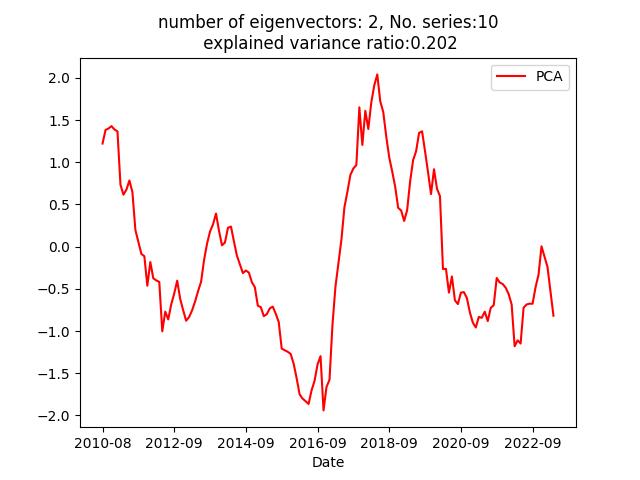 number of eigenvectors: 2, No. series:10
explained variance ratio:0.202
PCA
2.0
1.5
1.0
0.5
0.0
−0.5
−1.0
−1.5
−2.0
2010-08 2012-09 2014-09 2016-09 2018-09 2020-09 2022-09
Date